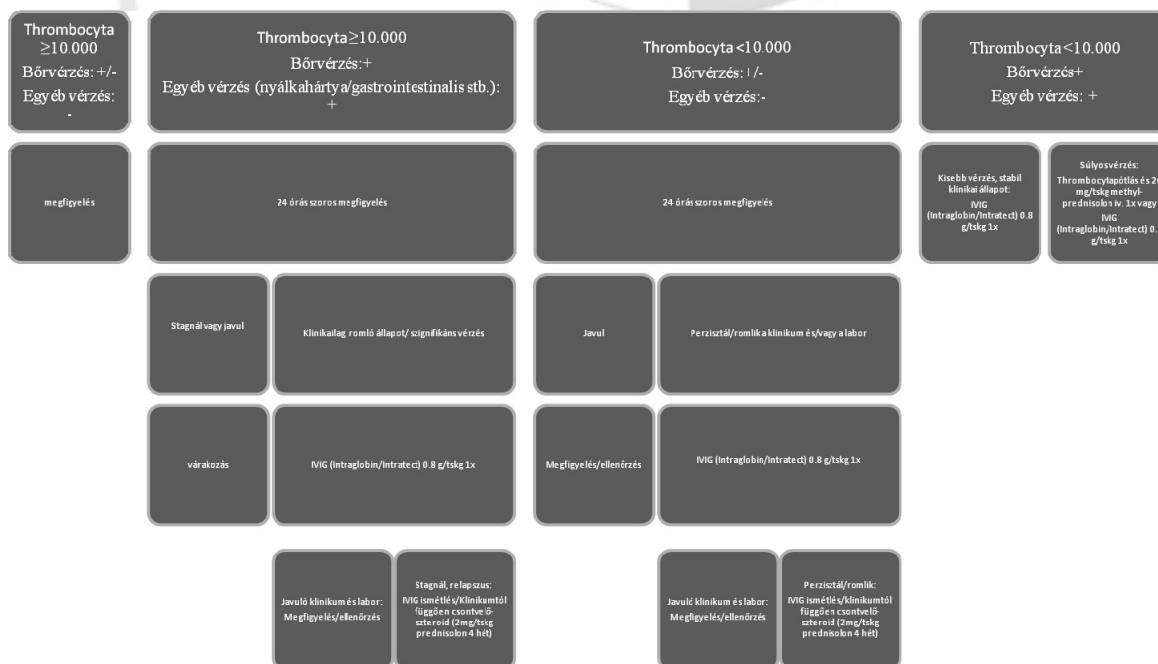 Thrombocyta
≥10.000
Bőrvérzés: +/-
Egyéb vérzés:
-
Thrombocyta≥10.000
Bőrvérzés:+
Egyéb vérzés (nyálkahártya/gastrointestinalis stb.):
+
Thrombocyta <10.000
Bőrvérzés: +/-
Egyéb vérzés:-
Thrombocyta<10.000
Bőrvérzés+
Egyéb vérzés: +
megfigyelés
24 órás szoros megfigyelés
24 órás szoros megfigyelés
Kisebb vérzés, stabil
klinikai állapot:
IVIG
(Intraglobin/Intratect) 0.8
g/tskg 1x
Súlyosvérzés:
Thrombocytapótlás és
mg/tskg methyl-
prednisolon iv. 1x vagy
IVIG
(Intraglobin/Intratect)
g/tskg 1x
Stagnál vagy javul
Klinikailag romló állapot/ szignifikáns vérzés
Javul
Perzisztál/romlik a klinikum és/vagy a labor
várakozás
IVIG (Intraglobin/Intratect) 0.8 g/tskg 1x
Megfigyelés/ellenőrzés
IVIG (Intraglobin/Intratect) 0.8 g/tskg 1x
Javuló klinikum és labor:
Megfigyelés/ellenőrzés
Stagnál, relapszus:
IVIG ismétlés/Klinikumtól
függően csontvelő-
szteroid (2mg/tskg
prednisolon 4 hét)
Javuló klinikum és labor:
Megfigyelés/ellenőrzés
Perzisztál/romlik:
IVIG ismétlés/klinikumtól
függően csontvelő-
szteroid (2mg/tskg
prednisolon 4 hét)